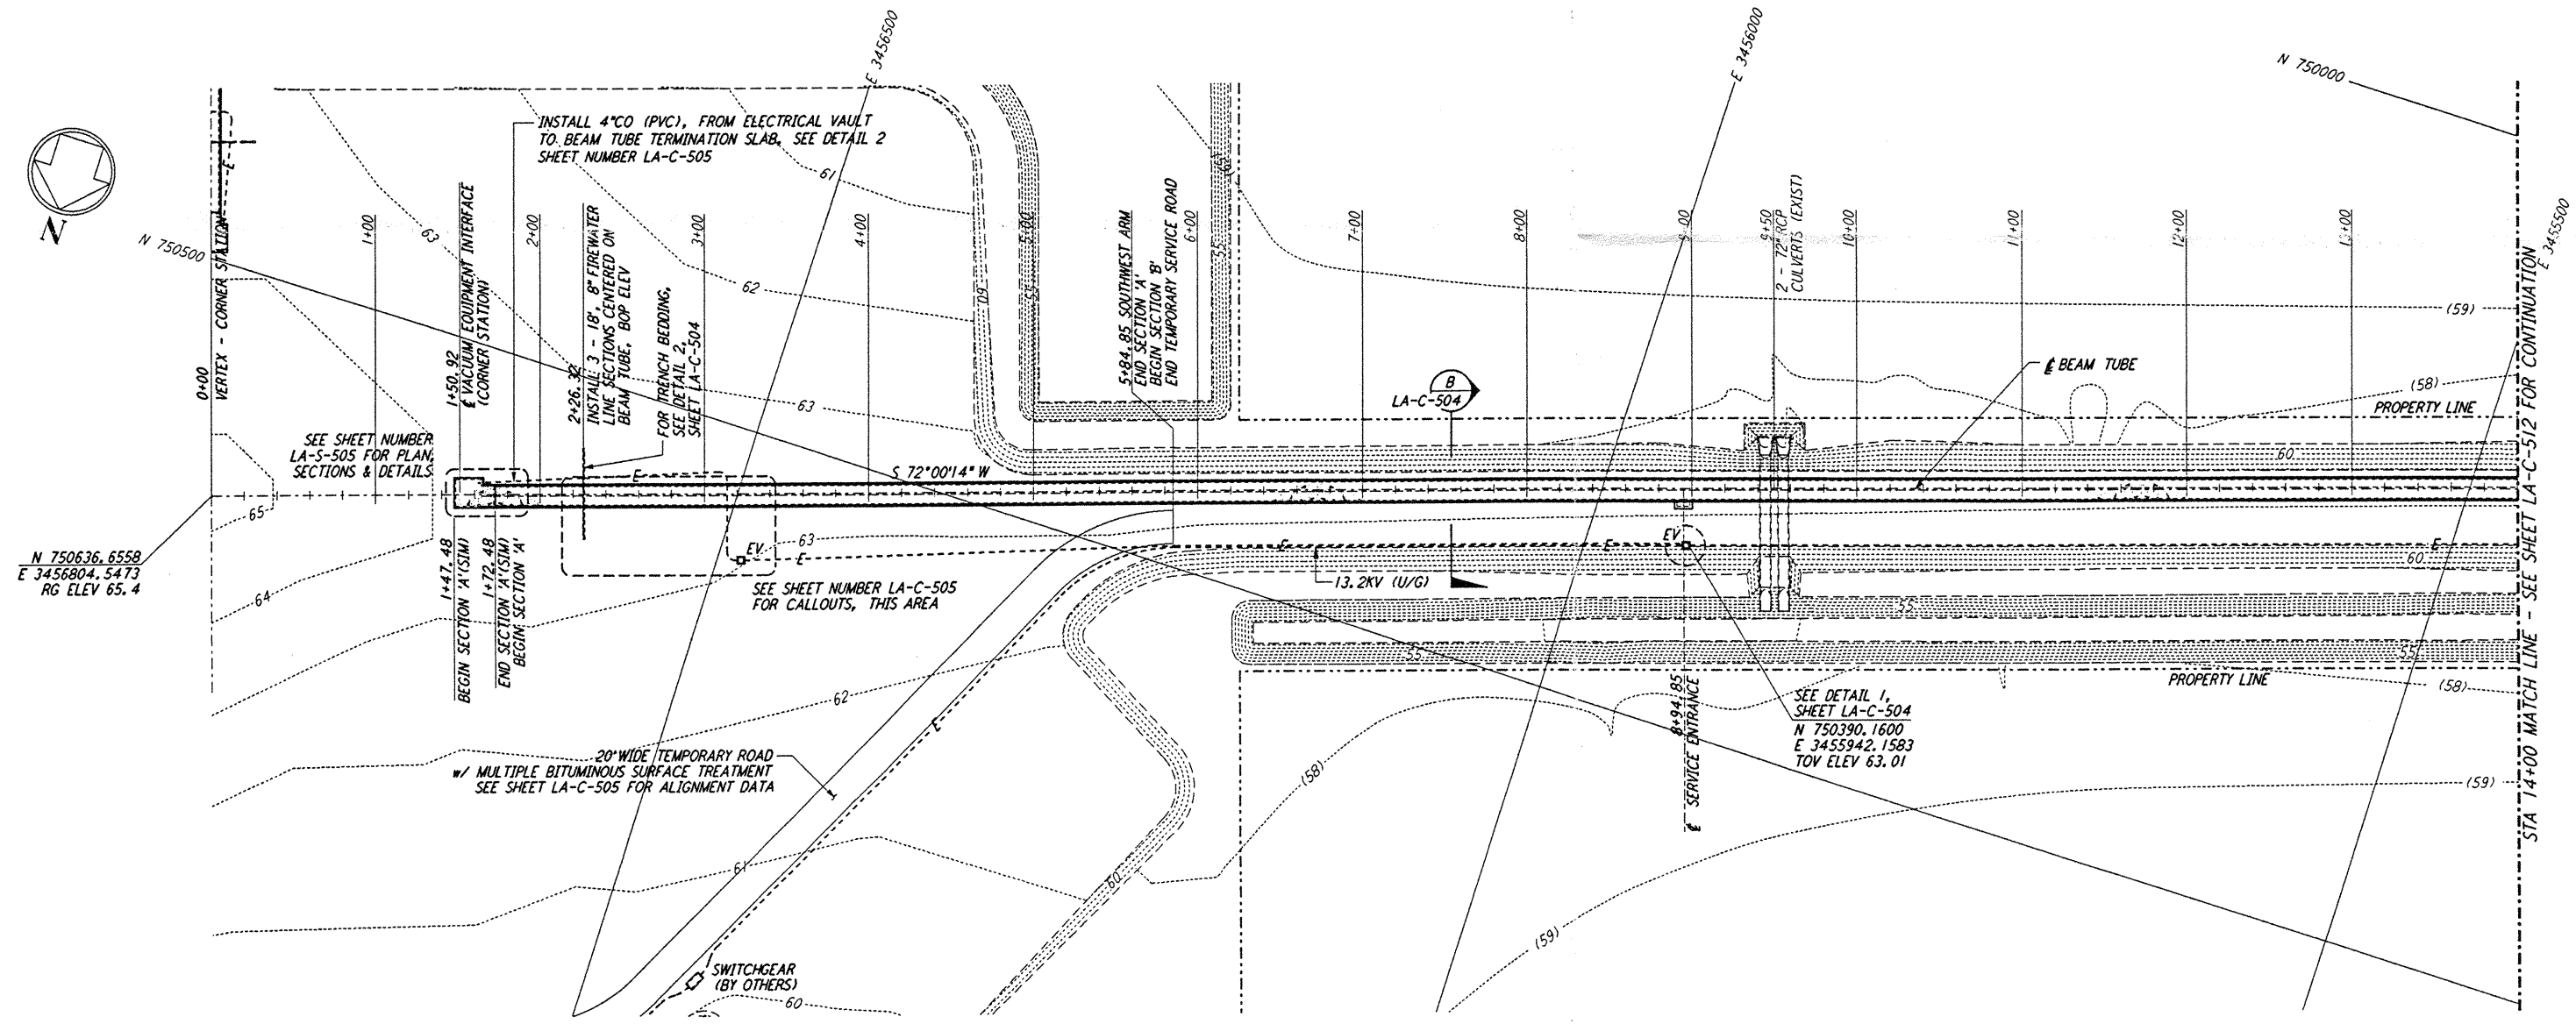 E 3456500
E 3456000
N 750000
E 3455500
N
N 750500
INSTALL 4"CO (PVC), FROM ELECTRICAL VAULT
TO BEAM TUBE TERMINATION SLAB, SEE DETAIL 2
SHEET NUMBER LA-C-505
E
0+00
VERTEX - CORNER STATION
1+00
1+50.92
℄ VACUUM EQUIPMENT INTERFACE
(CORNER STATION)
2+00
2+26.32
INSTALL 3 - 18', 8" FIREWATER
LINE SECTIONS CENTERED ON
BEAM TUBE, BOP ELEV
FOR TRENCH BEDDING,
SEE DETAIL 2,
SHEET LA-C-504
3+00
4+00
5+00
5+84.85 SOUTHWEST ARM
END SECTION 'A'
BEGIN SECTION 'B'
END TEMPORARY SERVICE ROAD
6+00
7+00
8+00
9+00
9+50
2 - 72" RCP
CULVERTS (EXIST)
10+00
11+00
12+00
13+00
63
61
62
63
60
55
55
(59)
(58)
B
LA-C-504
℄ BEAM TUBE
PROPERTY LINE
SEE SHEET NUMBER
LA-S-505 FOR PLAN,
SECTIONS & DETAILS
E
S 72°00'14" W
60
65
64
63
N 750636.6558
E 3456804.5473
RG ELEV 65.4
1+47.48
BEGIN SECTION 'A'(SIM)
1+72.48
END SECTION 'A'(SIM)
BEGIN SECTION 'A'
EV
E
SEE SHEET NUMBER LA-C-505
FOR CALLOUTS, THIS AREA
E
13.2KV (U/G)
E
EV
E
60
55
55
55
PROPERTY LINE
(58)
8+94.85
℄ SERVICE ENTRANCE
SEE DETAIL 1,
SHEET LA-C-504
N 750390.1600
E 3455942.1583
TOV ELEV 63.01
62
E
20' WIDE TEMPORARY ROAD
w/ MULTIPLE BITUMINOUS SURFACE TREATMENT
SEE SHEET LA-C-505 FOR ALIGNMENT DATA
61
60
(58)
(59)
(59)
SWITCHGEAR
(BY OTHERS)
60
STA 14+00 MATCH LINE - SEE SHEET LA-C-512 FOR CONTINUATION